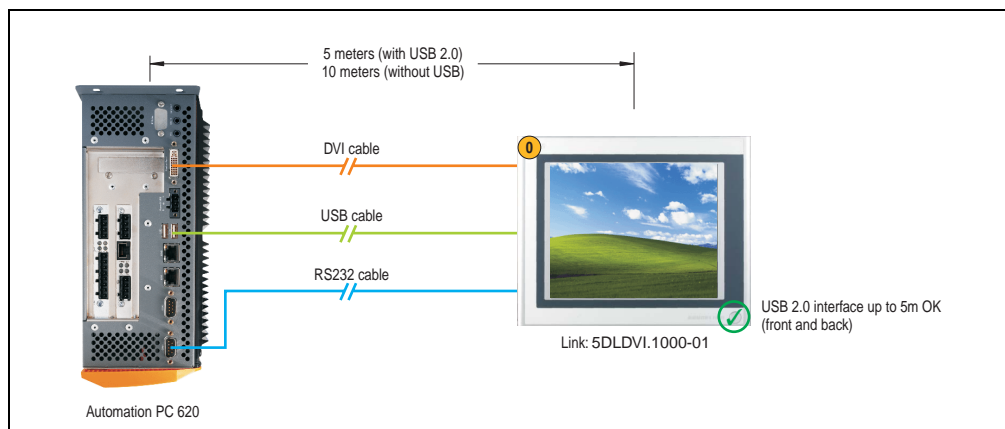 5 meters (with USB 2.0)
10 meters (without USB)
DVI cable
0
USB cable
RS232 cable
USB 2.0 interface up to 5m OK
(front and back)
Link: 5DLDVI.1000-01
Automation PC 620